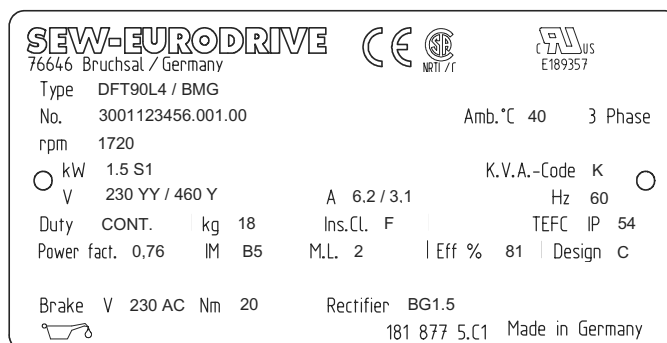 SEW-EURODRIVE CE SA ® C RU US
76646 Bruchsal / Germany NRTL/C E189357
Type DFT90L4 / BMG
No. 3001123456.001.00 Amb.°C 40 3 Phase
rpm 1720
kW 1.5 S1 K.V.A.-Code K
V 230 YY / 460 Y A 6,2 / 3,1 Hz 60
Duty CONT. kg 18 Ins.Cl. F TEFC IP 54
Power fact. 0,76 IM B5 M.L. 2 Eff % 81 Design C
Brake V 230 AC Nm 20 Rectifier BG1.5
181 877 5.C1 Made in Germany